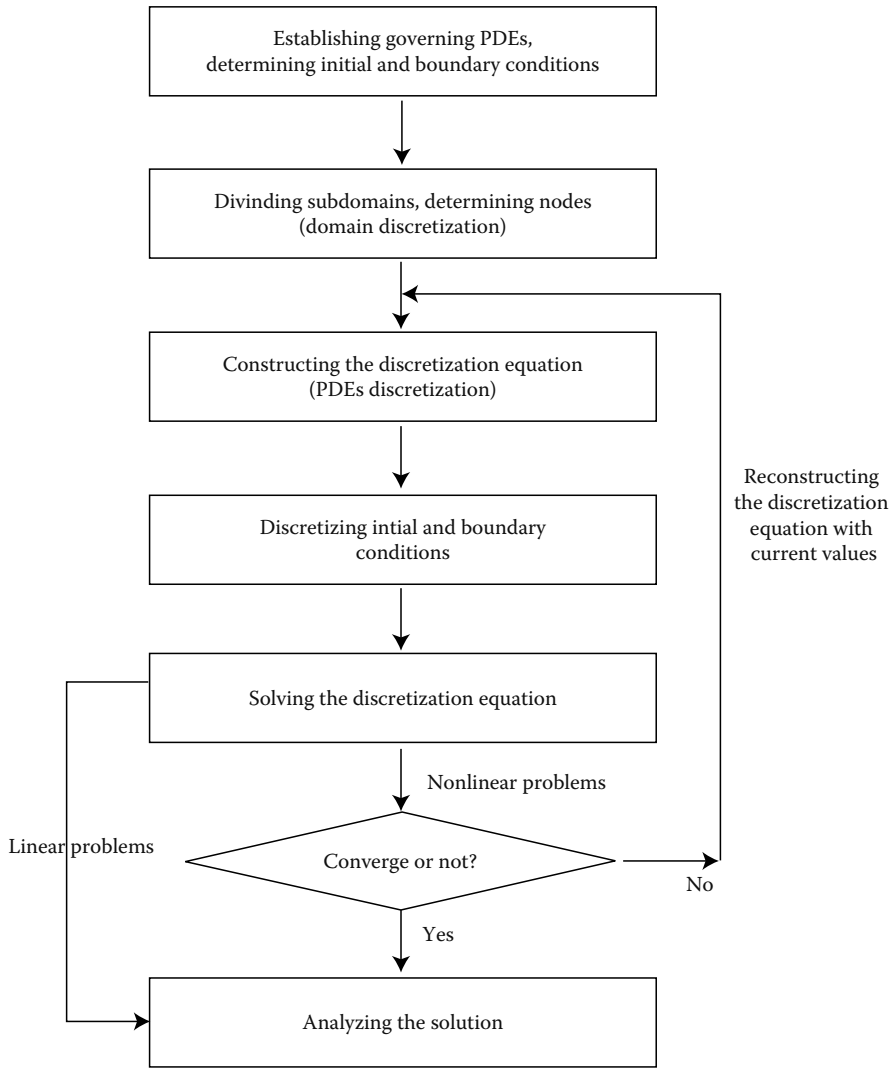 Establishing governing PDEs,
determining initial and boundary conditions
Divinding subdomains, determining nodes
(domain discretization)
Constructing the discretization equation
(PDEs discretization)
Reconstructing
the discretization
equation with
current values
Discretizing intial and boundary
conditions
Solving the discretization equation
Nonlinear problems
Linear problems
Converge or not?
No
Yes
Analyzing the solution